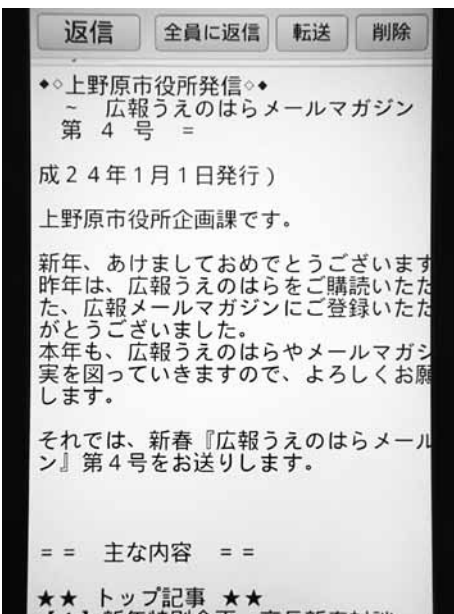 返信 全員に返信 転送 削除
◆◇上野原市役所発信◇◆
~ 広報うえのはらメールマガジン
第 4 号 =
成24年1月1日発行)
上野原市役所企画課です。
新年、あけましておめでとうございます
昨年は、広報うえのはらをご購読いただ
た、広報メールマガジンにご登録いただ
がとうございました。
本年も、広報うえのはらやメールマガジ
実を図っていきますので、よろしくお願
します。
それでは、新春『広報うえのはらメール
ン』第4号をお送りします。
== 主な内容 ==
★★ トップ記事 ★★